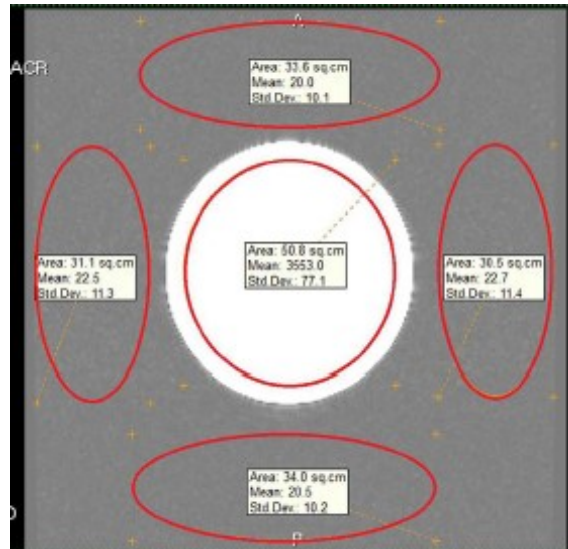 A
ACR
Area: 33.6 sq.cm
Mean: 20.0
Std.Dev.: 10.1
Area: 31.1 sq.cm
Mean: 22.5
Std.Dev.: 11.3
Area: 50.8 sq.cm
Mean: 3553.0
Std.Dev.: 77.1
Area: 30.5 sq.cm
Mean: 22.7
Std.Dev.: 11.4
Area: 34.0 sq.cm
Mean: 20.5
Std.Dev.: 10.2
P